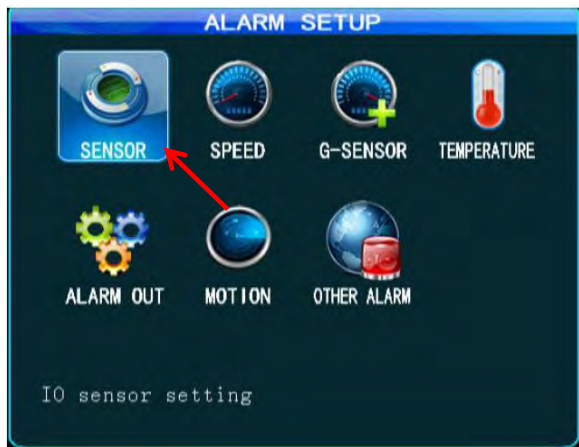 ALARM SETUP
SENSOR SPEED G-SENSOR TEMPERATURE
ALARM OUT MOTION OTHER ALARM
IO sensor setting